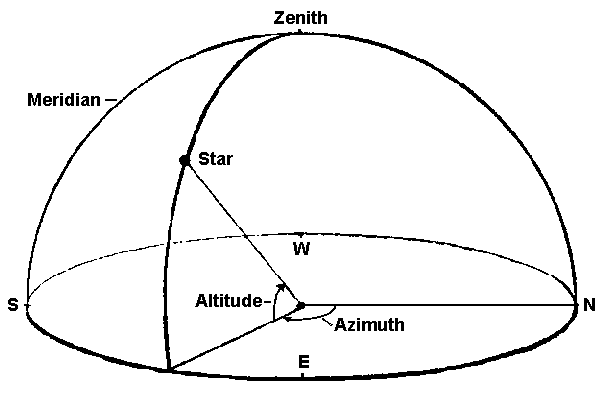 Zenith
Meridian
Star
W
S
Altitude
N
Azimuth
E